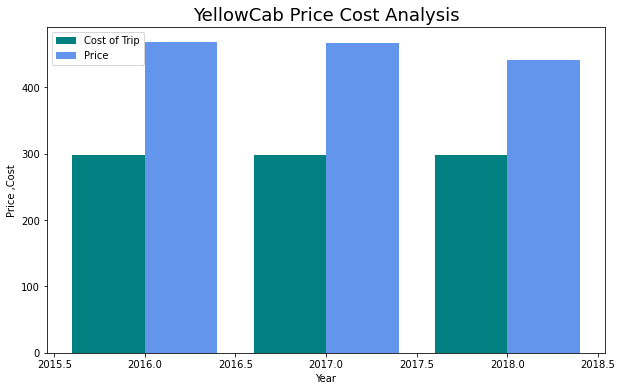 YellowCab Price Cost Analysis
Cost of Trip
Price
Price ,Cost
400
300
200
100
0
2015.5 2016.0 2016.5 2017.0 2017.5 2018.0 2018.5
Year